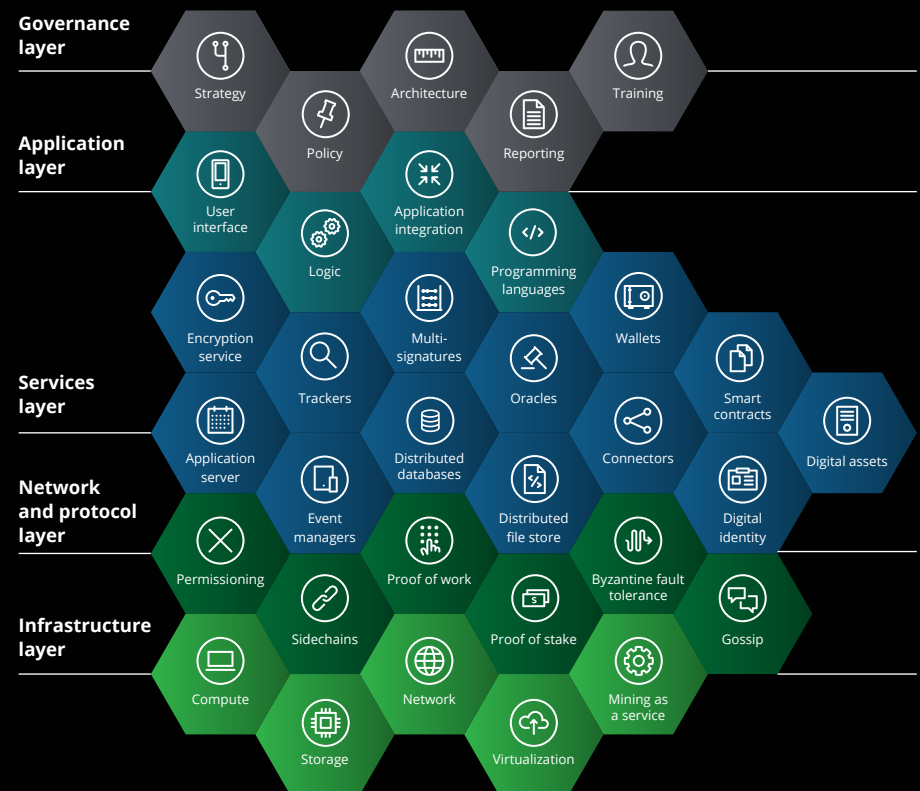 Governance
layer
Strategy
Architecture
Training
Policy
Reporting
Application
layer
User
interface
Application
integration
Logic
Programming
languages
Services
layer
Encryption
service
Multi-
signatures
Wallets
Trackers
Oracles
Smart
contracts
Application
server
Distributed
databases
Connectors
Digital assets
Event
managers
Distributed
file store
Digital
identity
Network
and protocol
layer
Permissioning
Proof of work
Byzantine fault
tolerance
Sidechains
Proof of stake
S
Gossip
Infrastructure
layer
Compute
Network
Mining as
a service
Storage
Virtualization